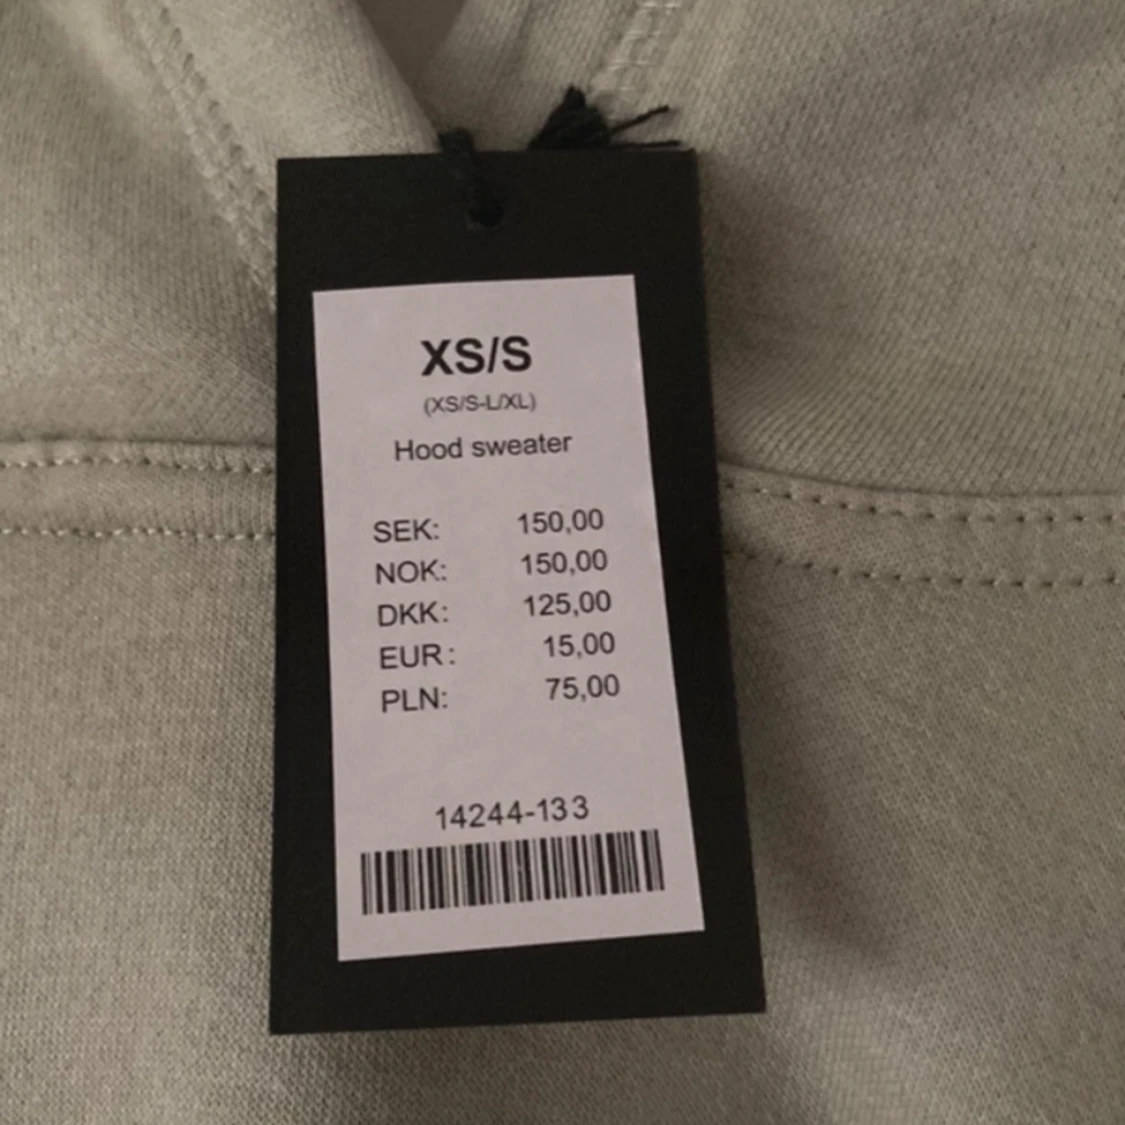 XS/S
(XS/S-L/XL)
Hood sweater
SEK: 150,00
NOK: 150,00
DKK: 125,00
EUR: 15,00
PLN: 75,00
14244-133